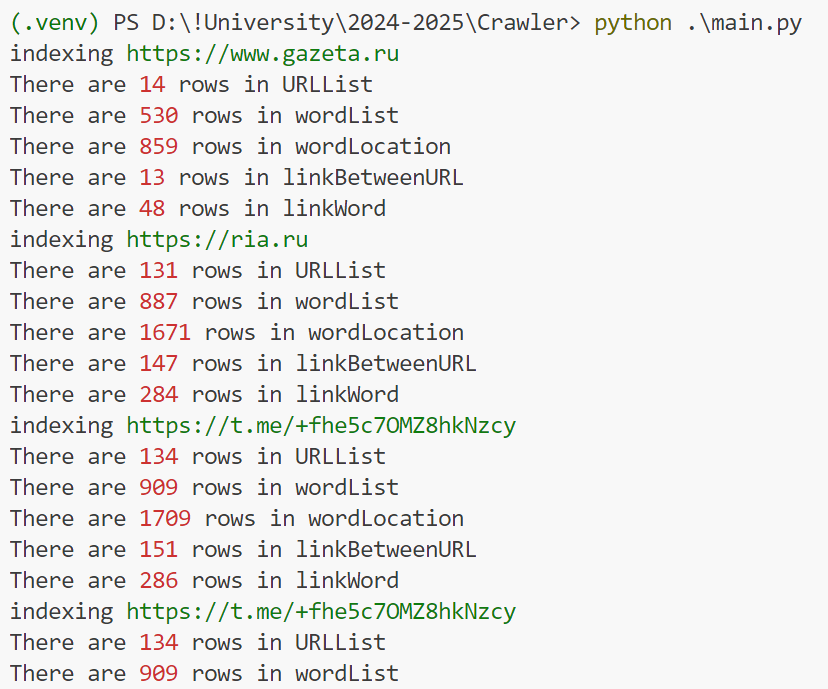 (.venv) PS D:\!University\2024-2025\Crawler> python .\main.py
indexing https://www.gazeta.ru
There are 14 rows in URLList
There are 530 rows in wordList
There are 859 rows in wordLocation
There are 13 rows in linkBetweenURL
There are 48 rows in linkWord
indexing https://ria.ru
There are 131 rows in URLList
There are 887 rows in wordList
There are 1671 rows in wordLocation
There are 147 rows in linkBetweenURL
There are 284 rows in linkWord
indexing https://t.me/+fhe5c7OMZ8hkNzcy
There are 134 rows in URLList
There are 909 rows in wordList
There are 1709 rows in wordLocation
There are 151 rows in linkBetweenURL
There are 286 rows in linkWord
indexing https://t.me/+fhe5c7OMZ8hkNzcy
There are 134 rows in URLList
There are 909 rows in wordList